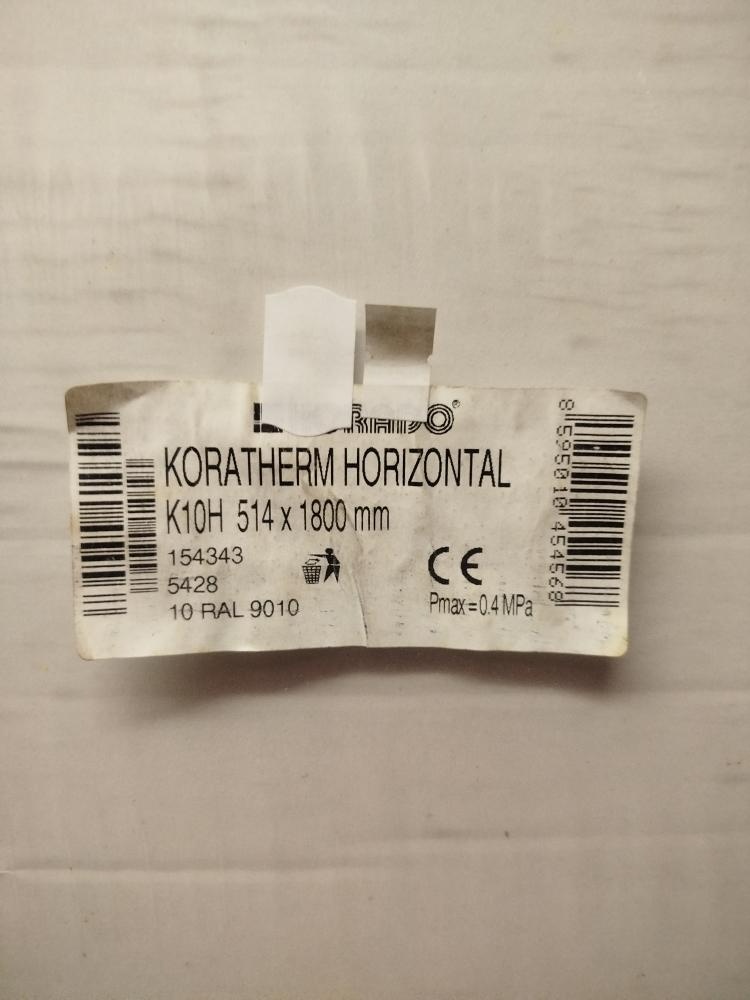 KORATHERM HORIZONTAL
K10H 514 x 1800 mm
154343
5428
10 RAL 9010
CE
Pmax=0.4 MPa
8 595010 454568